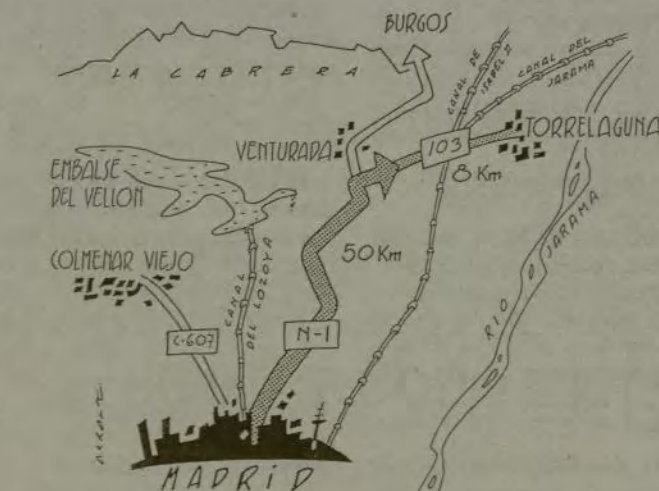 BURGOS
LA CABRERA
CANAL DE
ISABEL II
CANAL DEL
JARAMA
VENTURADA
103
TORRELAGUNA
8 Km
EMBALSE
DEL VELLON
50 Km
COLMENAR VIEJO
CANAL
DEL LOZOYA
RIO JARAMA
C-607
N-1
MADRID